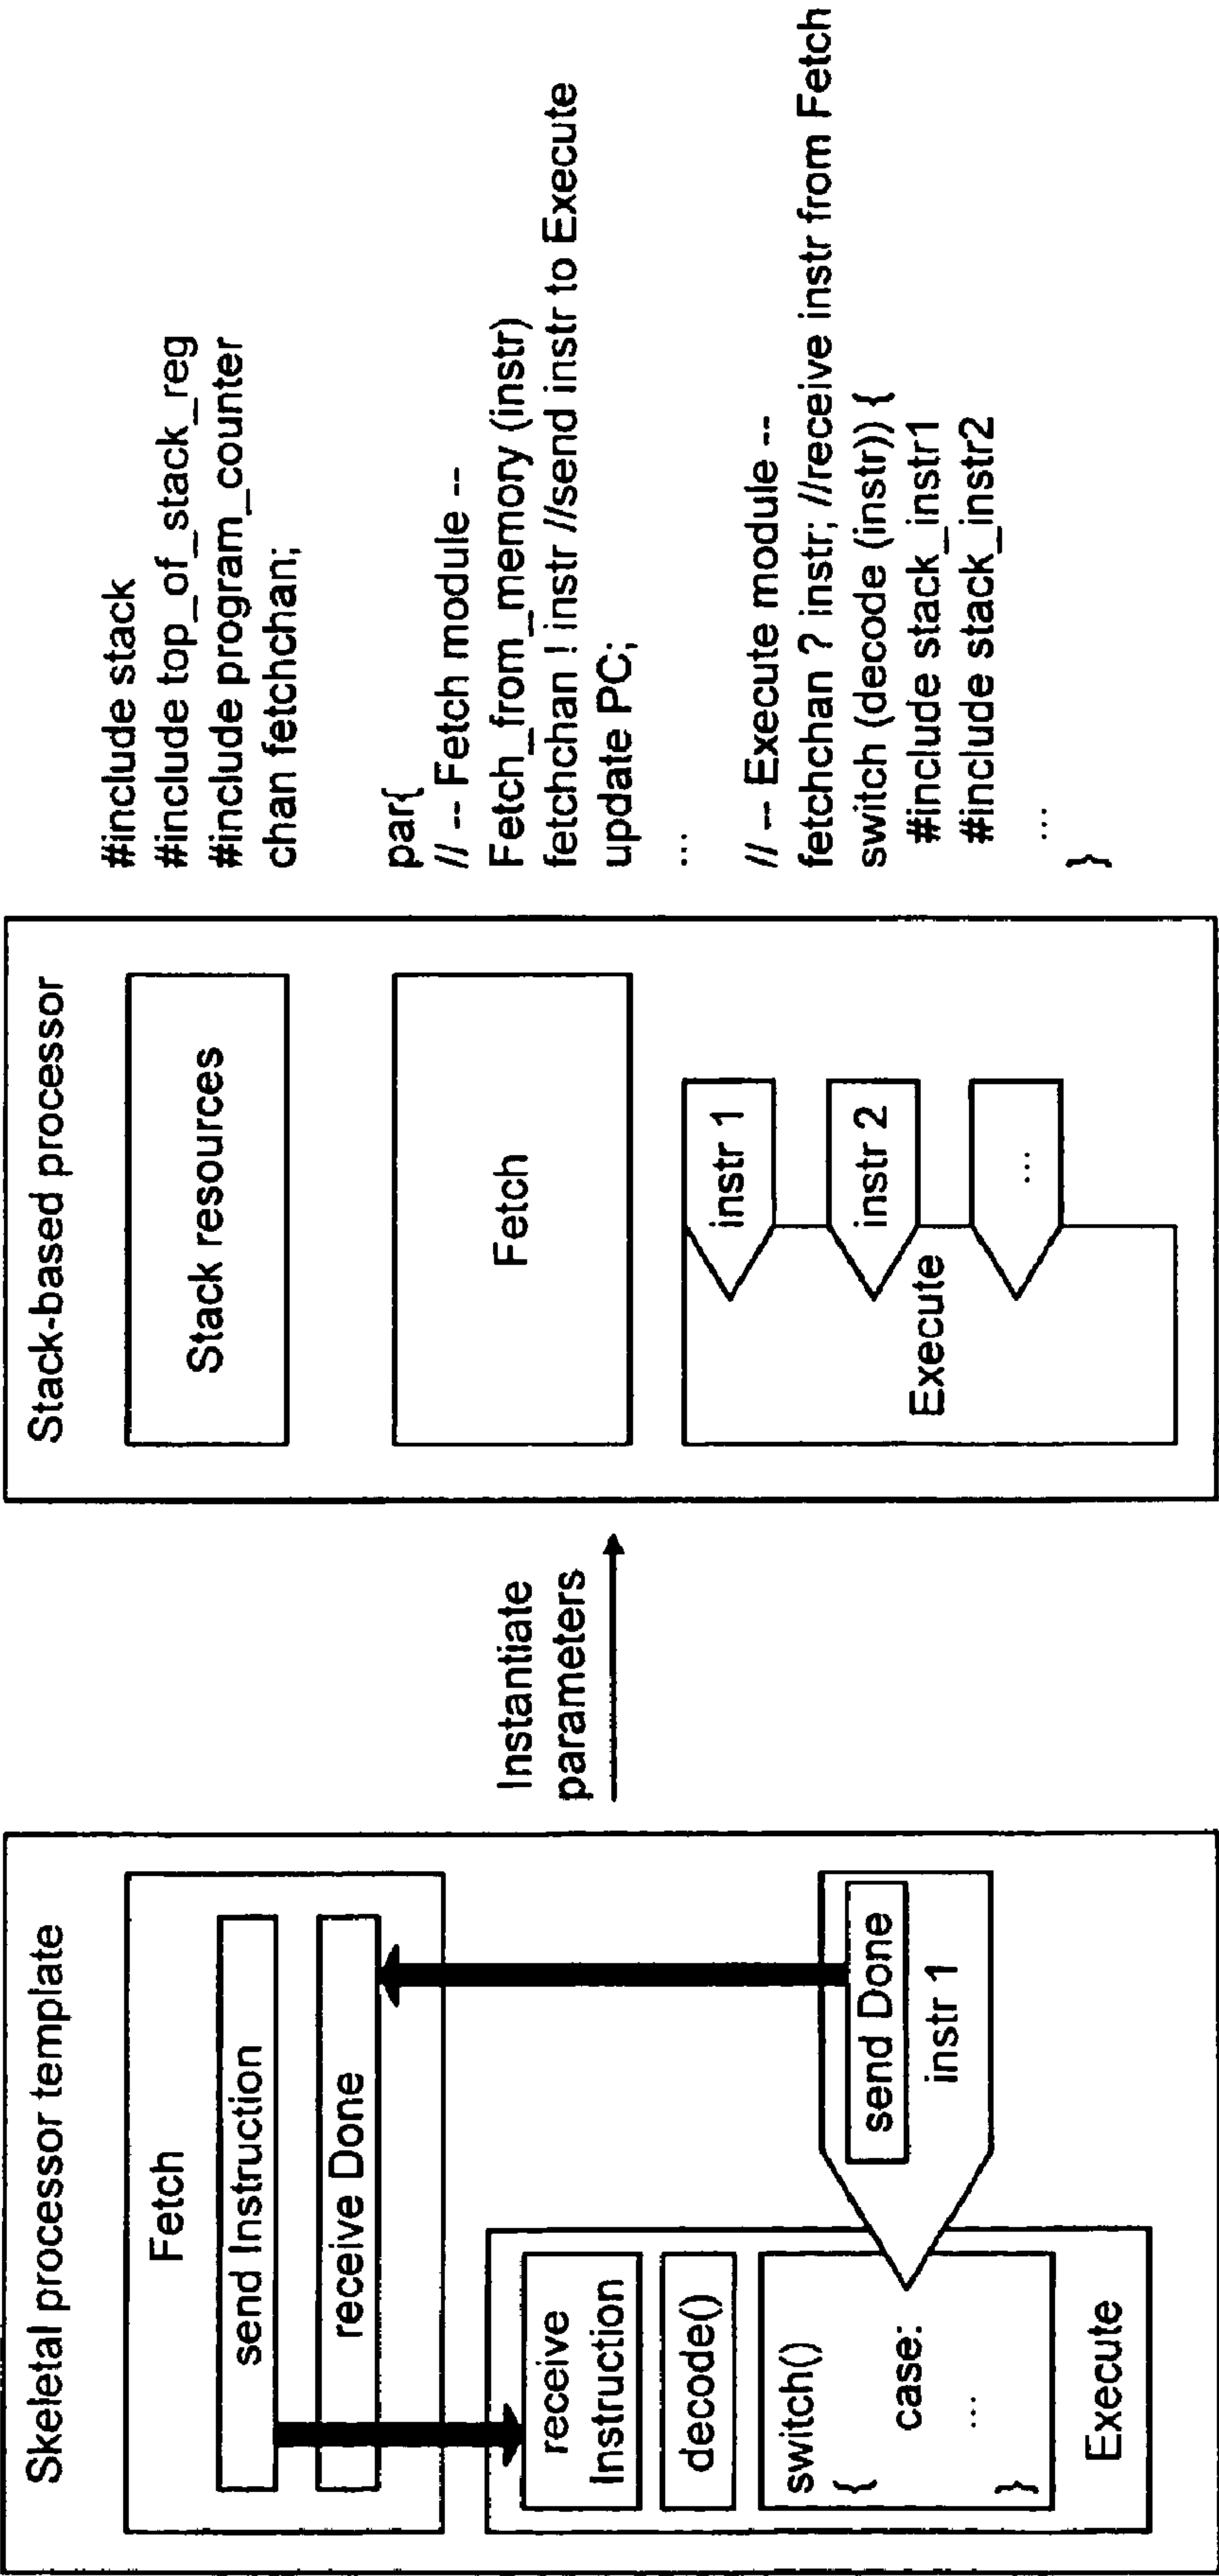 Skeletal processor template
Fetch
send Instruction
receive Done
receive
Instruction
decode()
switch()
{
case:
...
}
Execute
send Done
instr 1
Instantiate
parameters
Stack-based processor
Stack resources
Fetch
Execute
instr 1
instr 2
...
#include stack
#include top_of_stack_reg
#include program_counter
chan fetchchan;
par{
// -- Fetch module --
Fetch_from_memory (instr)
fetchchan ! instr //send instr to Execute
update PC;
...
// -- Execute module --
fetchchan ? instr; //receive instr from Fetch
switch (decode (instr)) {
#include stack_instr1
#include stack_instr2
...
}